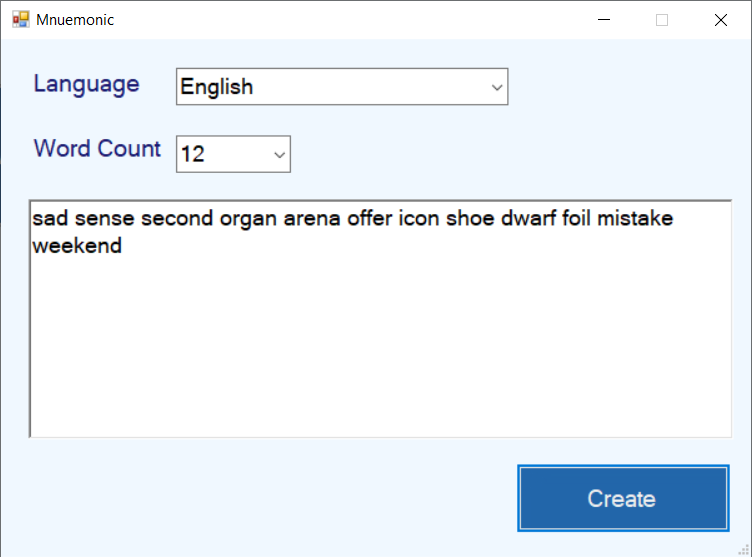 Mnuemonic
Language
English
Word Count
12
sad sense second organ arena offer icon shoe dwarf foil mistake
weekend
Create